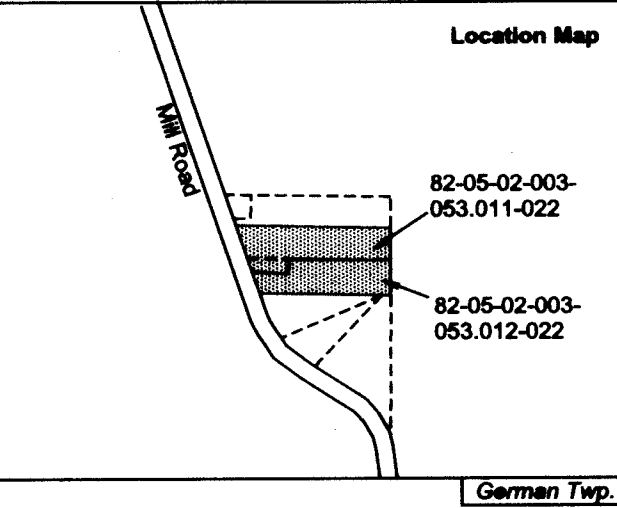 Location Map
Mill Road
82-05-02-003-
053.011-022
82-05-02-003-
053.012-022
German Twp.